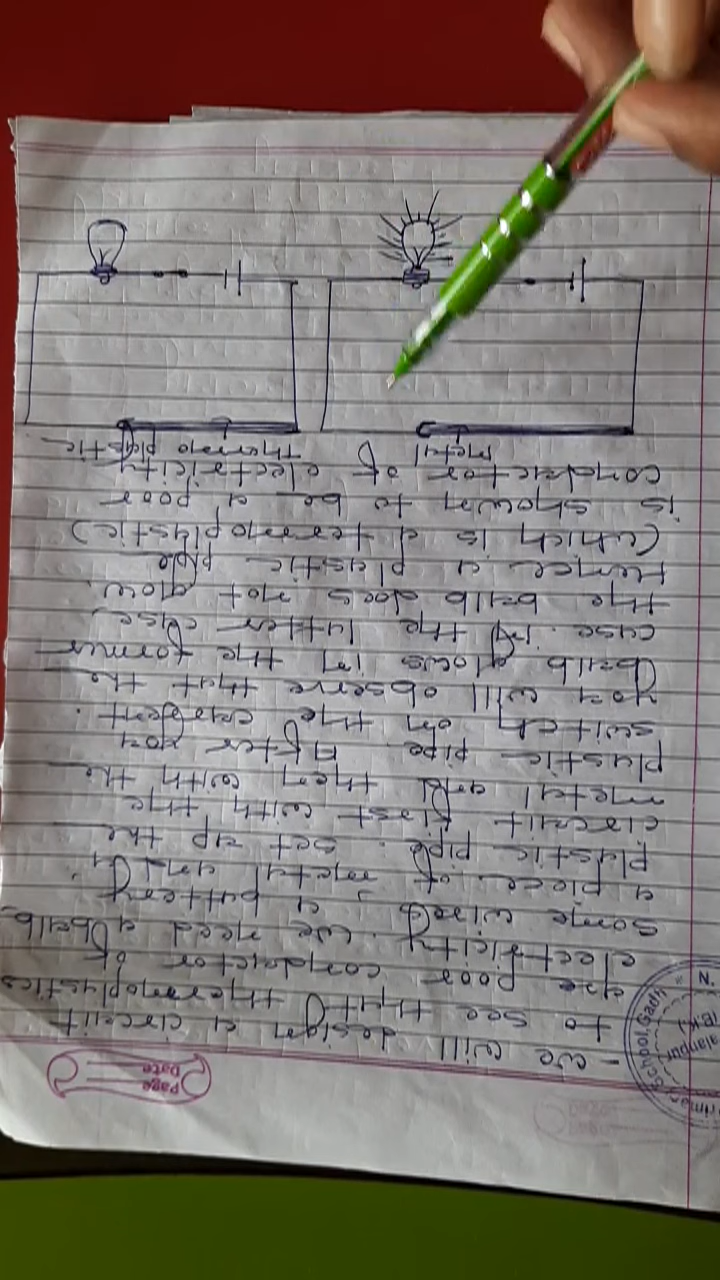 Page
Date
- we will design a circuit
to see that thermoplastics
are poor conductor of
electricity. we need a bulb,
some wires, a battery,
a piece of metal and a
plastic pipe. set up the
circuit first with the
metal and then with the
plastic pipe. After you
switch on the current.
you will observe that the
bulb glows in the former
case. in the latter case
the bulb does not glow.
Hence a plastic pipe
(which is a termoplastic)
is shown to be a poor
conductor of electricity
metal
thermo plastic
School, Gadh
(B.K)